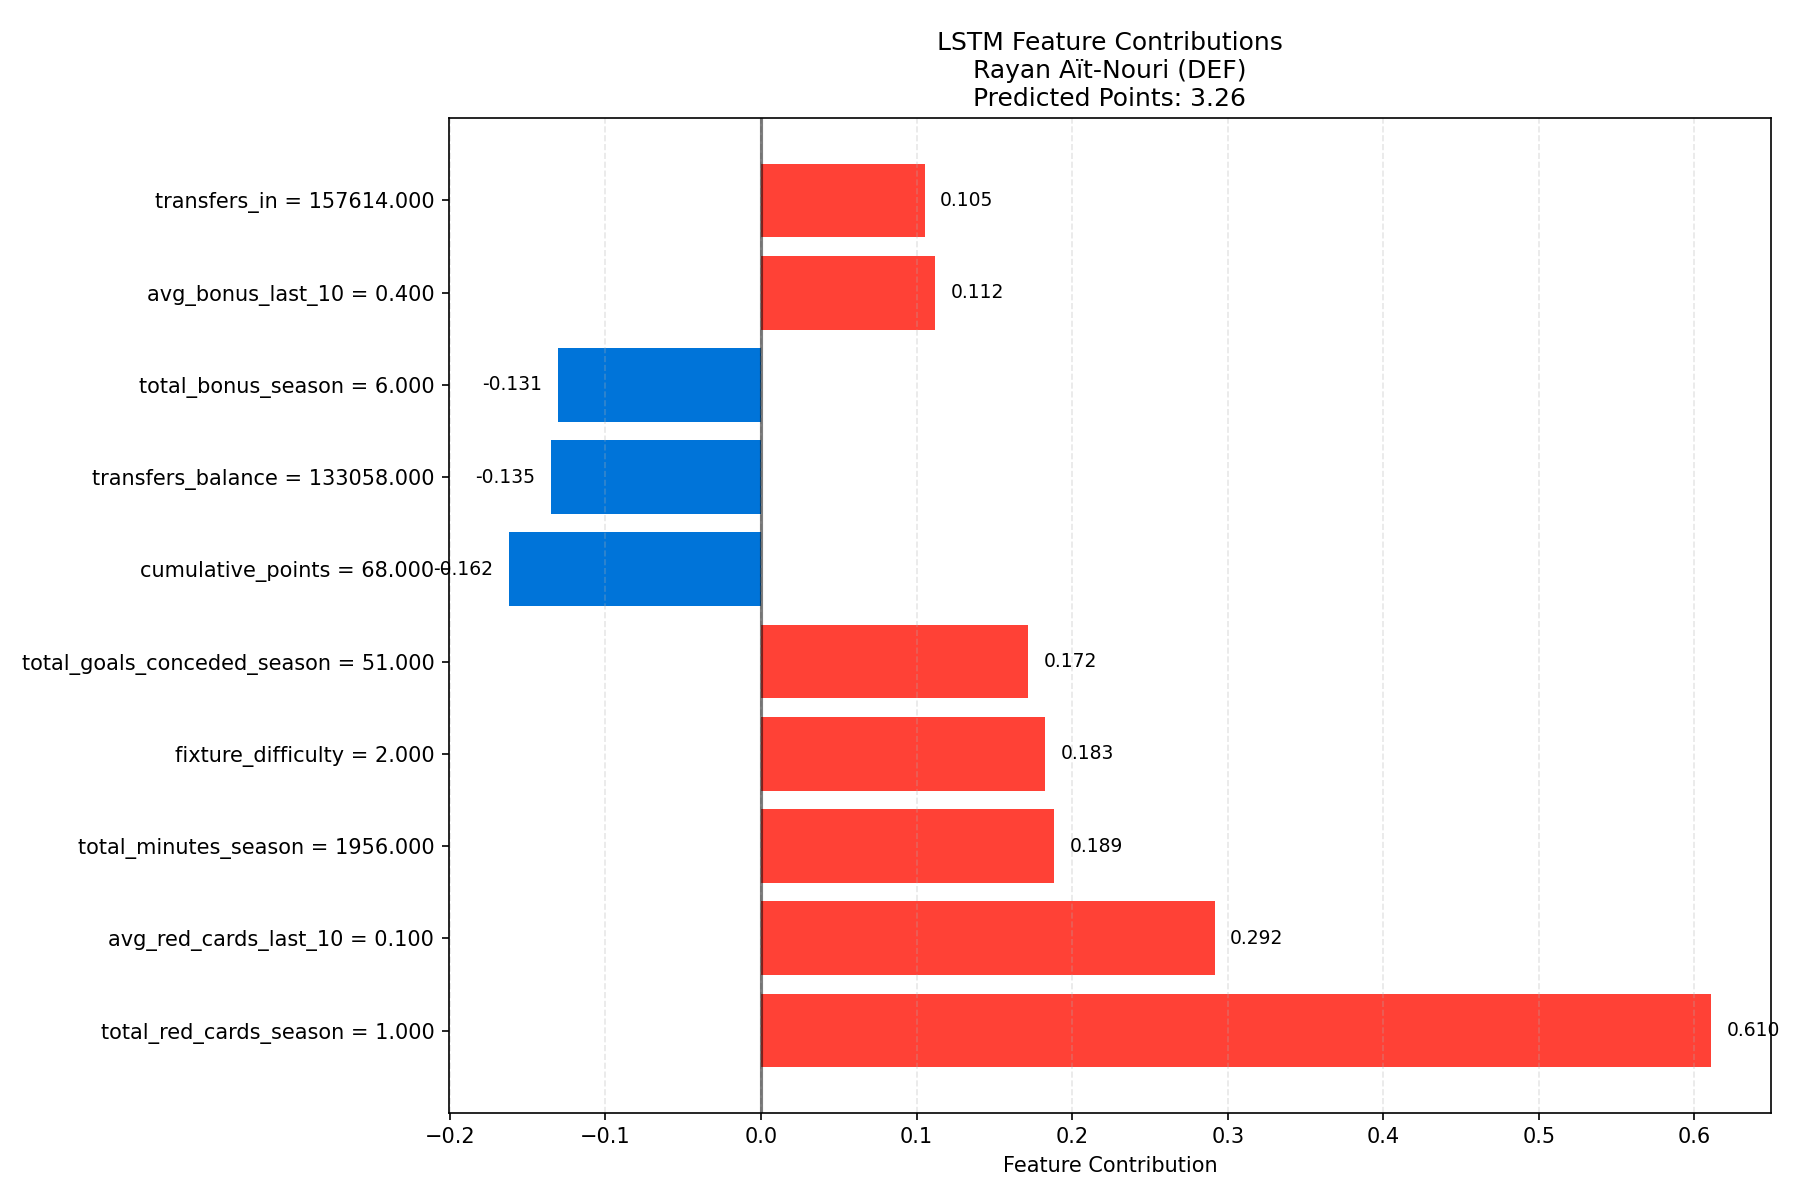 LSTM Feature Contributions
Rayan Aït-Nouri (DEF)
Predicted Points: 3.26
transfers_in = 157614.000
0.105
avg_bonus_last_10 = 0.400
0.112
total_bonus_season = 6.000
-0.131
transfers_balance = 133058.000
-0.135
cumulative_points = 68.000
-0.162
total_goals_conceded_season = 51.000
0.172
fixture_difficulty = 2.000
0.183
total_minutes_season = 1956.000
0.189
avg_red_cards_last_10 = 0.100
0.292
total_red_cards_season = 1.000
0.610
−0.2 −0.1 0.0 0.1 0.2 0.3 0.4 0.5 0.6
Feature Contribution